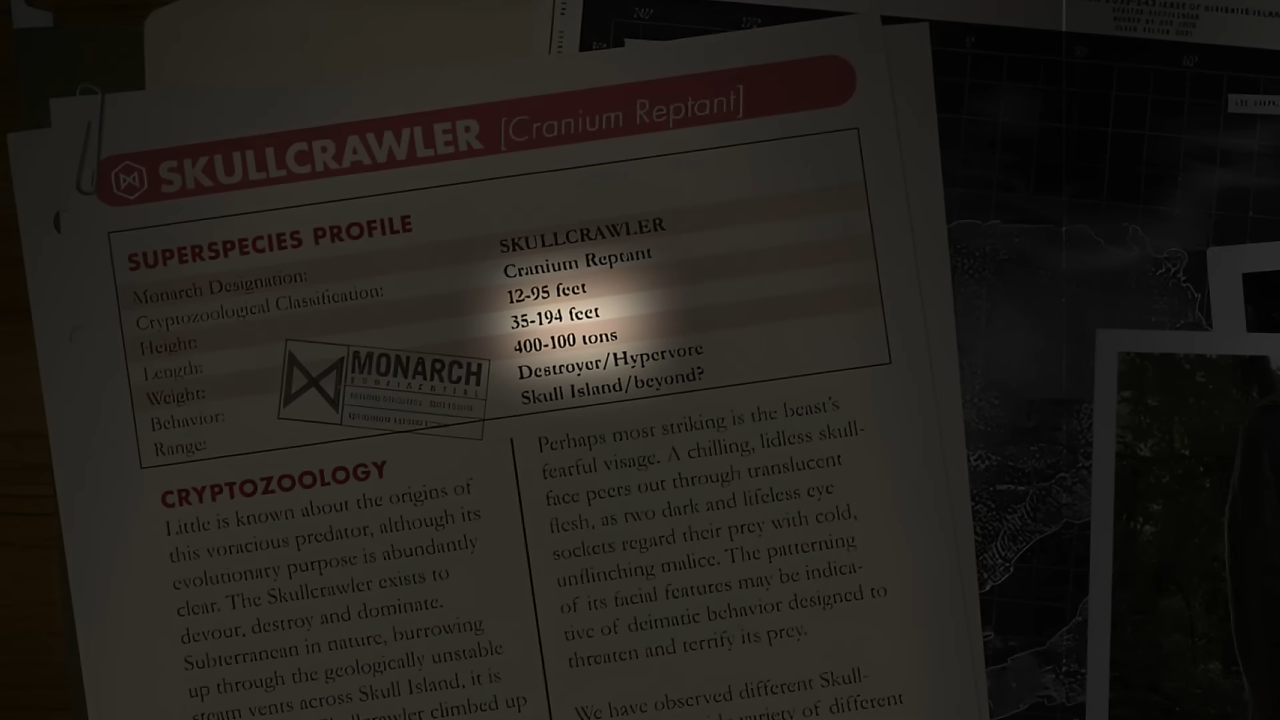 SKULLCRAWLER [Cranium Reptant]
SUPERSPECIES PROFILE
Monarch Designation: SKULLCRAWLER
Cryptozoological Classification: Cranium Reptant
Height: 12-95 feet
Length: 35-194 feet
Weight: 400-100 tons
Behavior: Destroyer/Hypervore
Range: Skull Island/beyond?
MONARCH
CRYPTOZOOLOGY
Little is known about the origins of
this voracious predator, although its
evolutionary purpose is abundantly
clear. The Skullcrawler exists to
devour, destroy and dominate.
Subterranean in nature, burrowing
up through the geologically unstable
steam vents across Skull Island, it is
climbed up
Perhaps most striking is the beast's
fearful visage. A chilling, lidless skull-
face peers out through translucent
flesh, as two dark and lifeless eye
sockets regard their prey with cold,
unflinching malice. The patterning
of its facial features may be indica-
tive of deimatic behavior designed to
threaten and terrify its prey.
We have observed different Skull-
variety of different